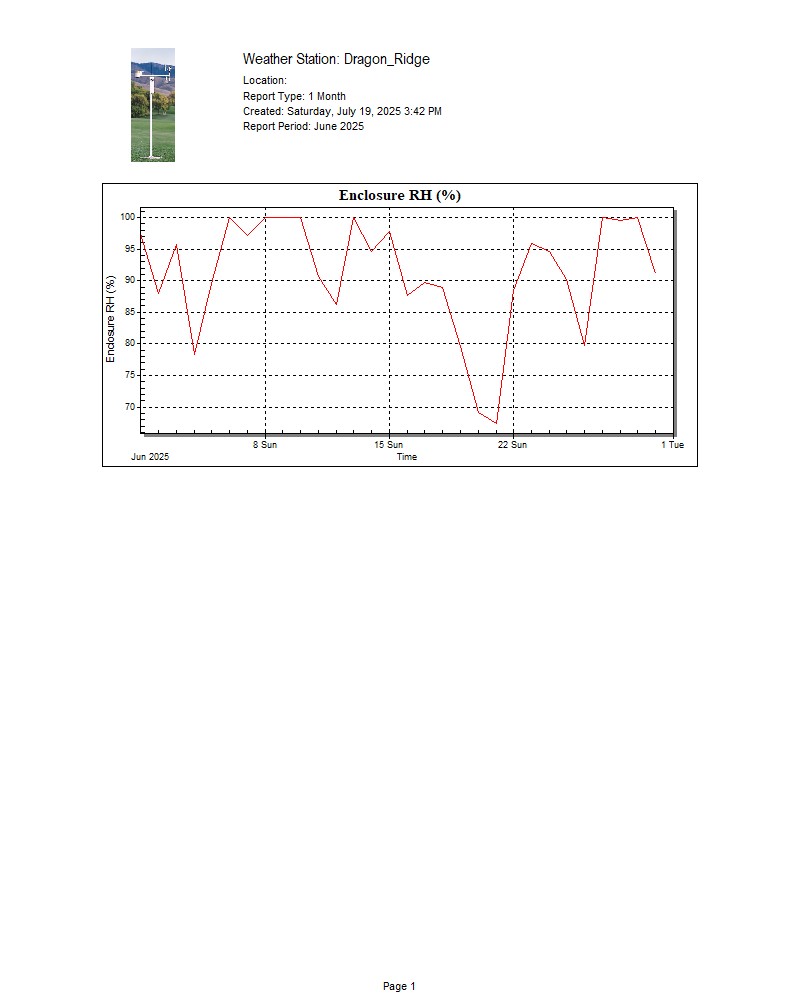 Weather Station: Dragon_Ridge
Location:
Report Type: 1 Month
Created: Saturday, July 19, 2025 3:42 PM
Report Period: June 2025
Enclosure RH (%)
Enclosure RH (%)
100
95
90
85
80
75
70
8 Sun 15 Sun 22 Sun 1 Tue
Jun 2025 Time
Page 1